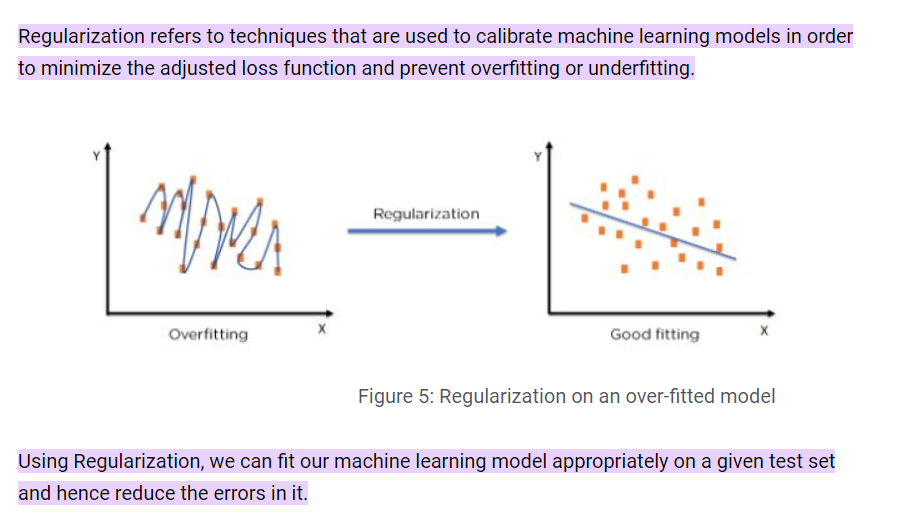 Regularization refers to techniques that are used to calibrate machine learning models in order
to minimize the adjusted loss function and prevent overfitting or underfitting.
Y
Y
Regularization
Overfitting
X
Good fitting
X
Figure 5: Regularization on an over-fitted model
Using Regularization, we can fit our machine learning model appropriately on a given test set
and hence reduce the errors in it.